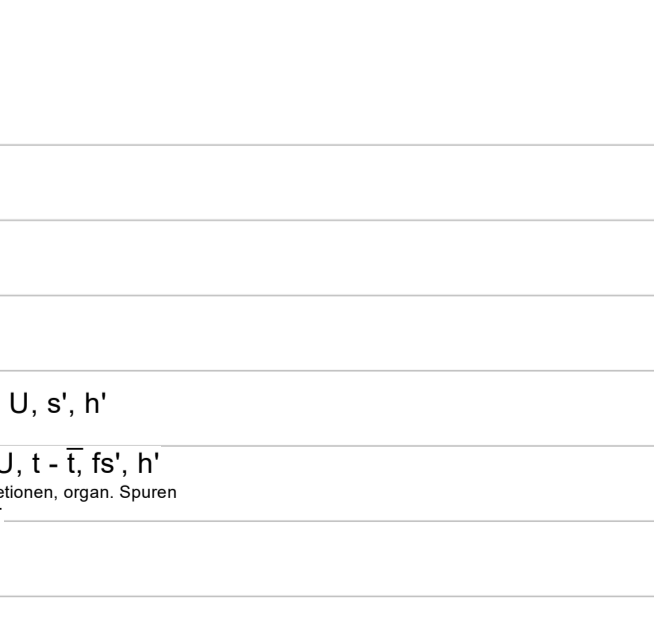 U, s', h'
U, t - t̅, fs', h'
etionen, organ. Spuren